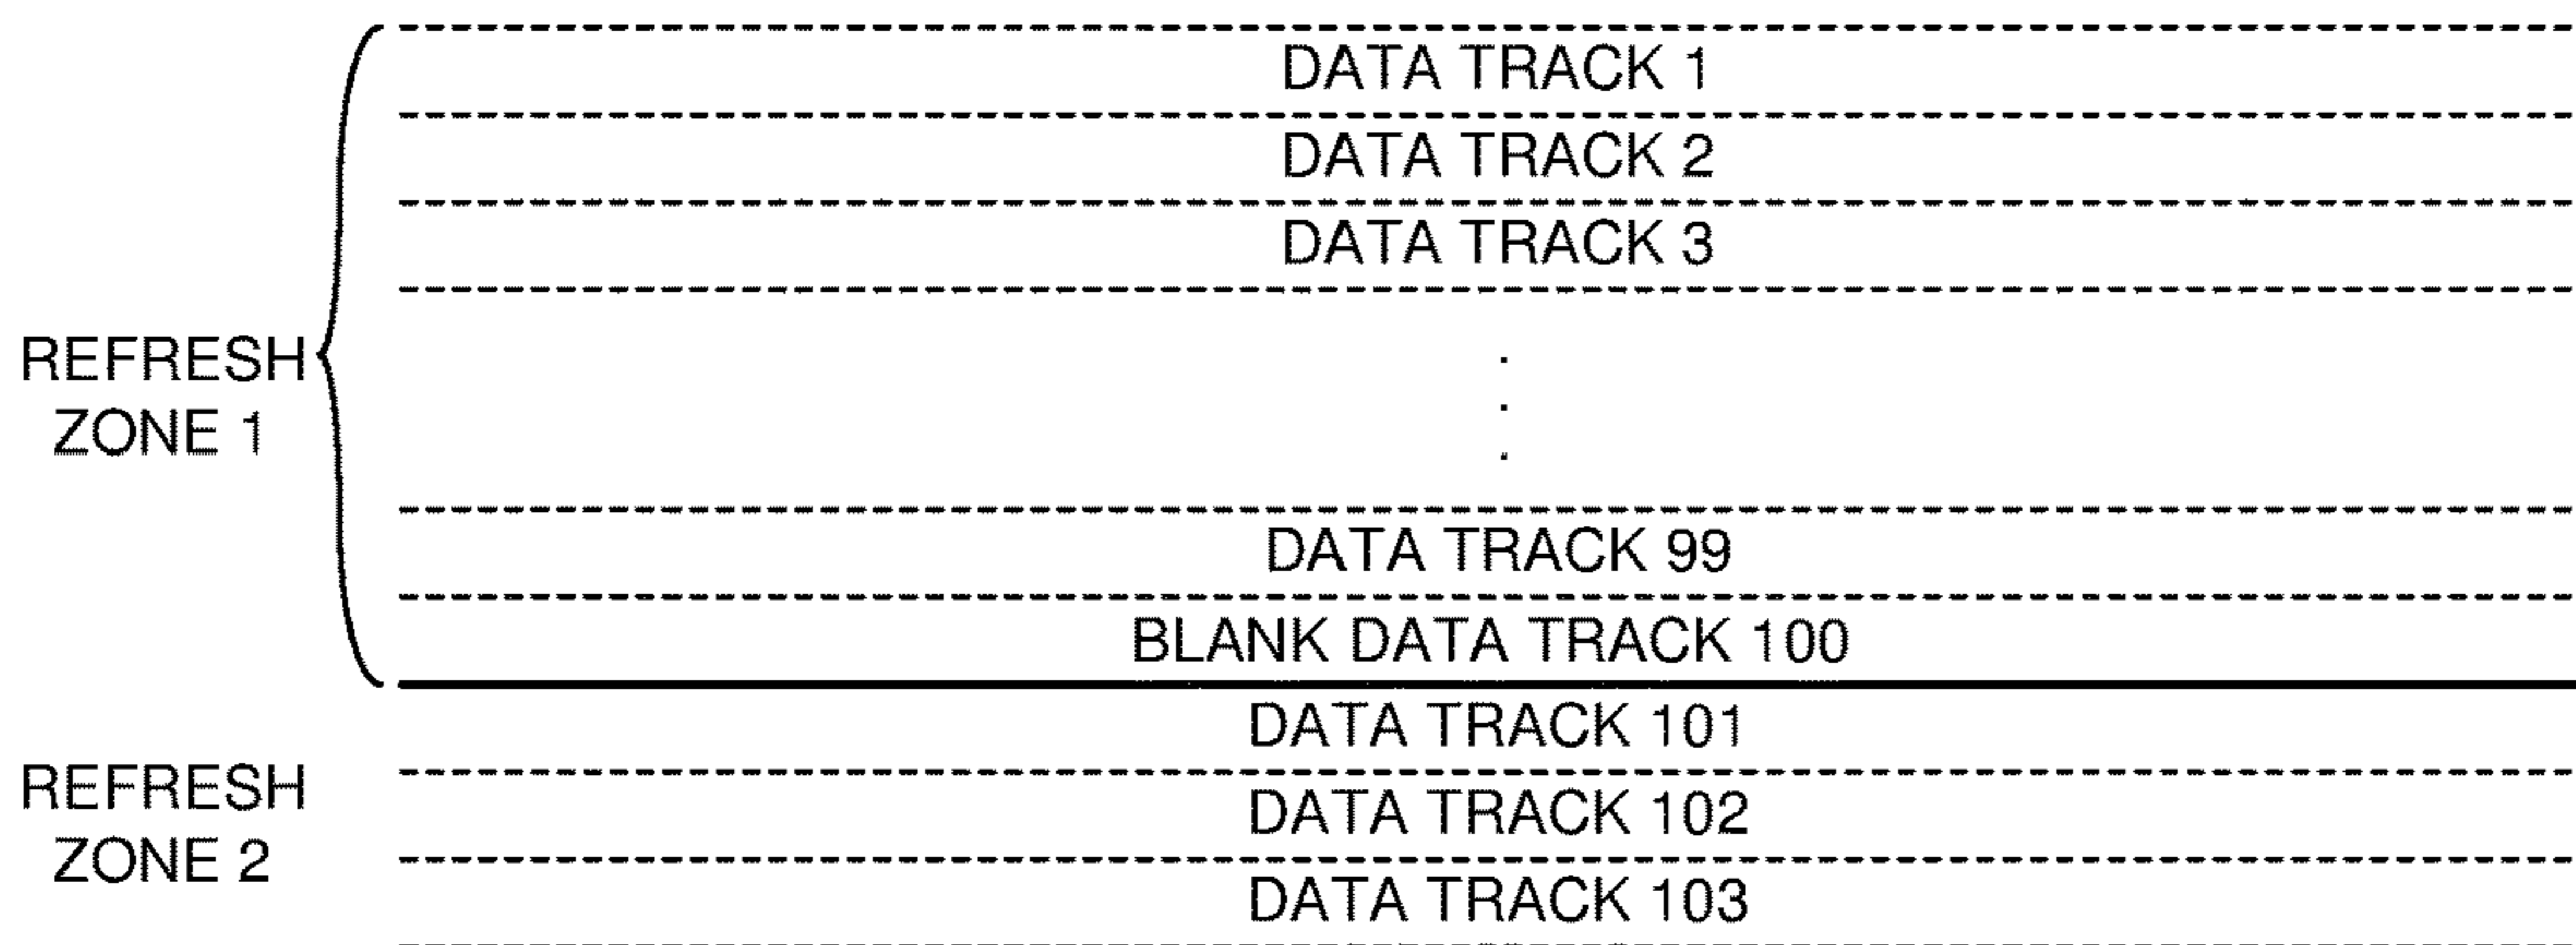 DATA TRACK 1
DATA TRACK 2
DATA TRACK 3
REFRESH
ZONE 1
.
.
.
DATA TRACK 99
BLANK DATA TRACK 100
DATA TRACK 101
REFRESH
ZONE 2
DATA TRACK 102
DATA TRACK 103